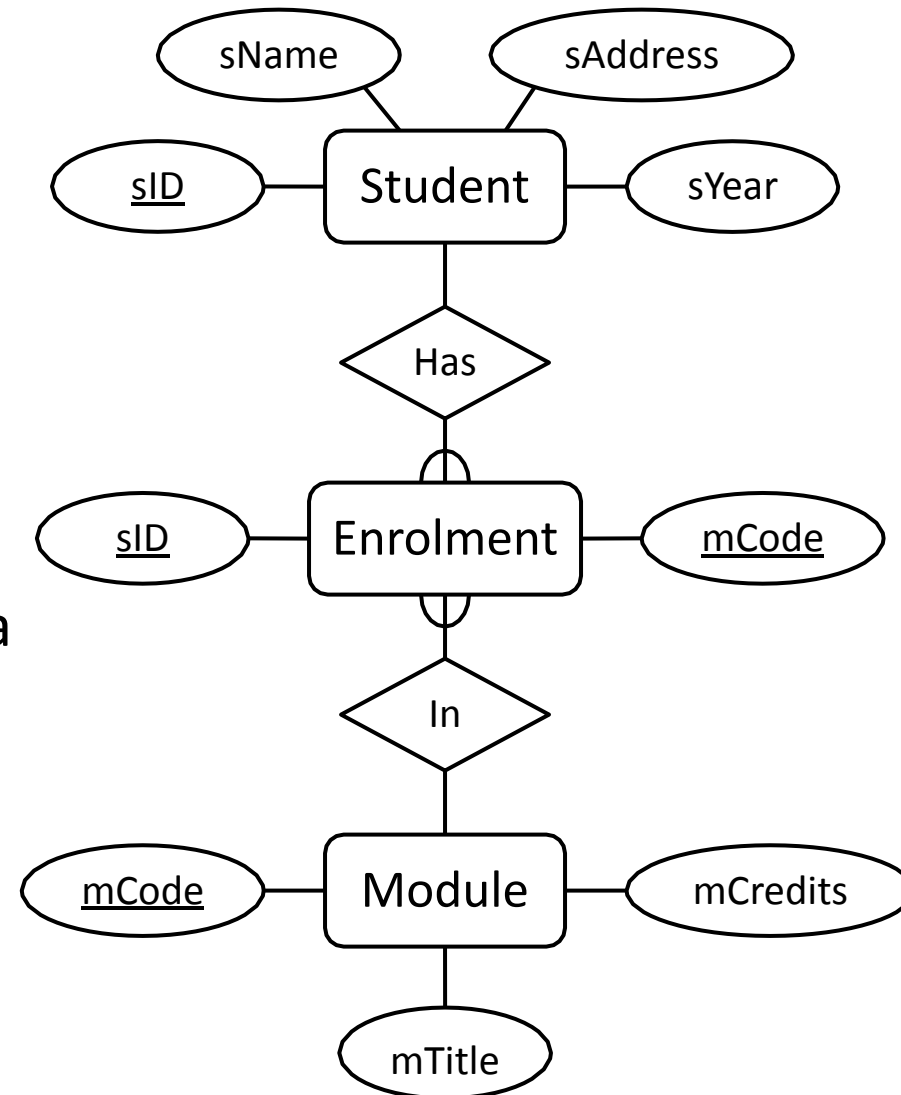 sName sAddress
sID Student sYear
Has
sID Enrolment mCode
a
In
mCode Module mCredits
mTitle